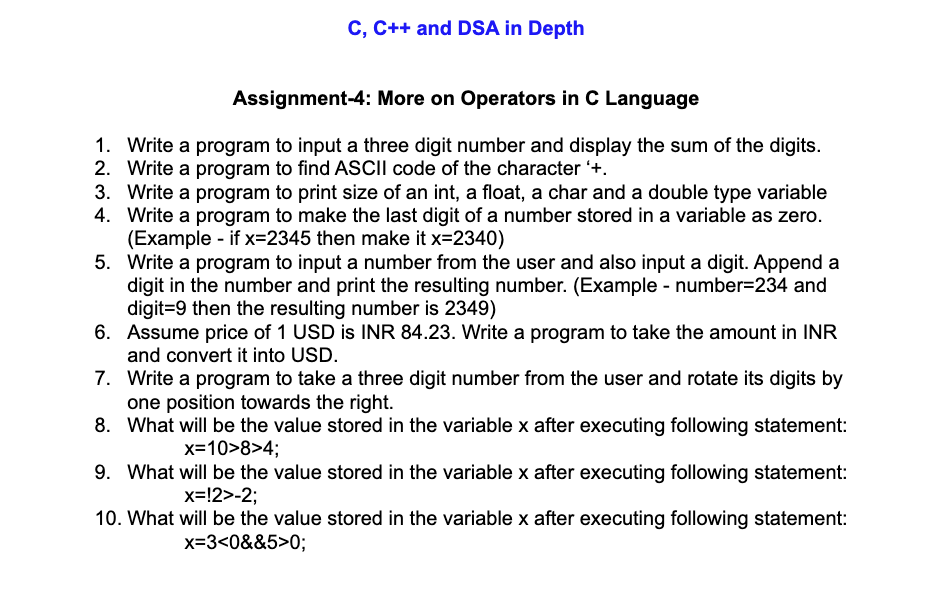 C, C++ and DSA in Depth
Assignment-4: More on Operators in C Language
1. Write a program to input a three digit number and display the sum of the digits.
2. Write a program to find ASCII code of the character ‘+.
3. Write a program to print size of an int, a float, a char and a double type variable
4. Write a program to make the last digit of a number stored in a variable as zero.
(Example - if x=2345 then make it x=2340)
5. Write a program to input a number from the user and also input a digit. Append a
digit in the number and print the resulting number. (Example - number=234 and
digit=9 then the resulting number is 2349)
6. Assume price of 1 USD is INR 84.23. Write a program to take the amount in INR
and convert it into USD.
7. Write a program to take a three digit number from the user and rotate its digits by
one position towards the right.
8. What will be the value stored in the variable x after executing following statement:
x=10>8>4;
9. What will be the value stored in the variable x after executing following statement:
x=!2>-2;
10. What will be the value stored in the variable x after executing following statement:
x=3<0&&5>0;